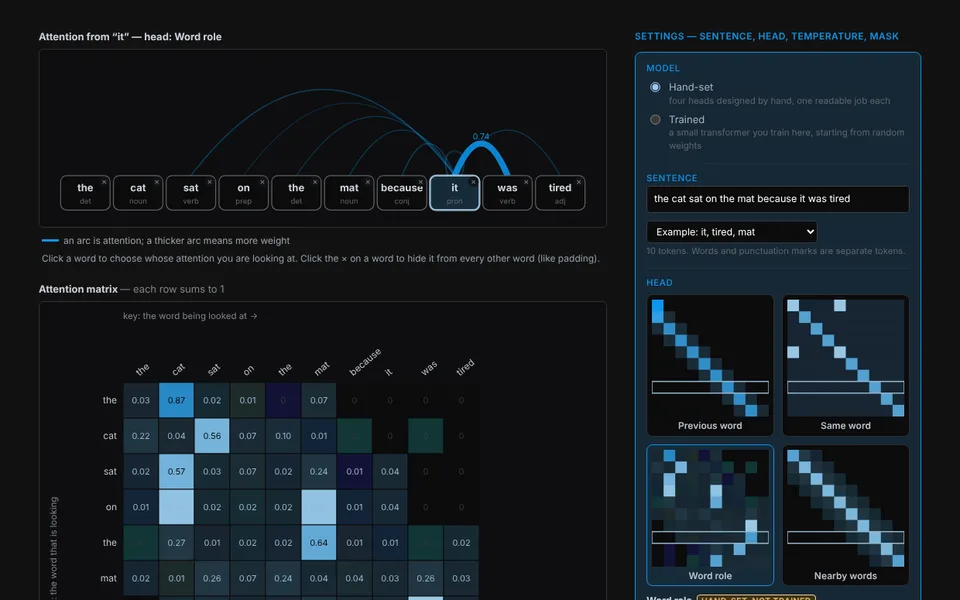 Attention from “it” — head: Word role
0.74
the cat sat on the mat because it was tired
det noun verb prep det noun conj pron verb adj
an arc is attention; a thicker arc means more weight
Click a word to choose whose attention you are looking at. Click the × on a word to hide it from every other word (like padding).
Attention matrix — each row sums to 1
key: the word being looked at →
the cat sat on the mat because it was tired
the 0.03 0.87 0.02 0.01 0 0.07 0 0 0 0
cat 0.22 0.04 0.56 0.07 0.10 0.01 0 0
sat 0.02 0.57 0.03 0.07 0.02 0.24 0.01 0.04 0 0
on 0.01 0.02 0.02 0.02 0.01 0.04 0 0
the 0.27 0.01 0.02 0.02 0.64 0.01 0.01 0.02
mat 0.02 0.01 0.26 0.07 0.24 0.04 0.04 0.03 0.26 0.03
the word that is looking
SETTINGS — SENTENCE, HEAD, TEMPERATURE, MASK
MODEL
Hand-set
four heads designed by hand, one readable job each
Trained
a small transformer you train here, starting from random
weights
SENTENCE
the cat sat on the mat because it was tired
Example: it, tired, mat
10 tokens. Words and punctuation marks are separate tokens.
HEAD
Previous word
Same word
Word role
Nearby words
Word role HAND-SET, NOT TRAINED